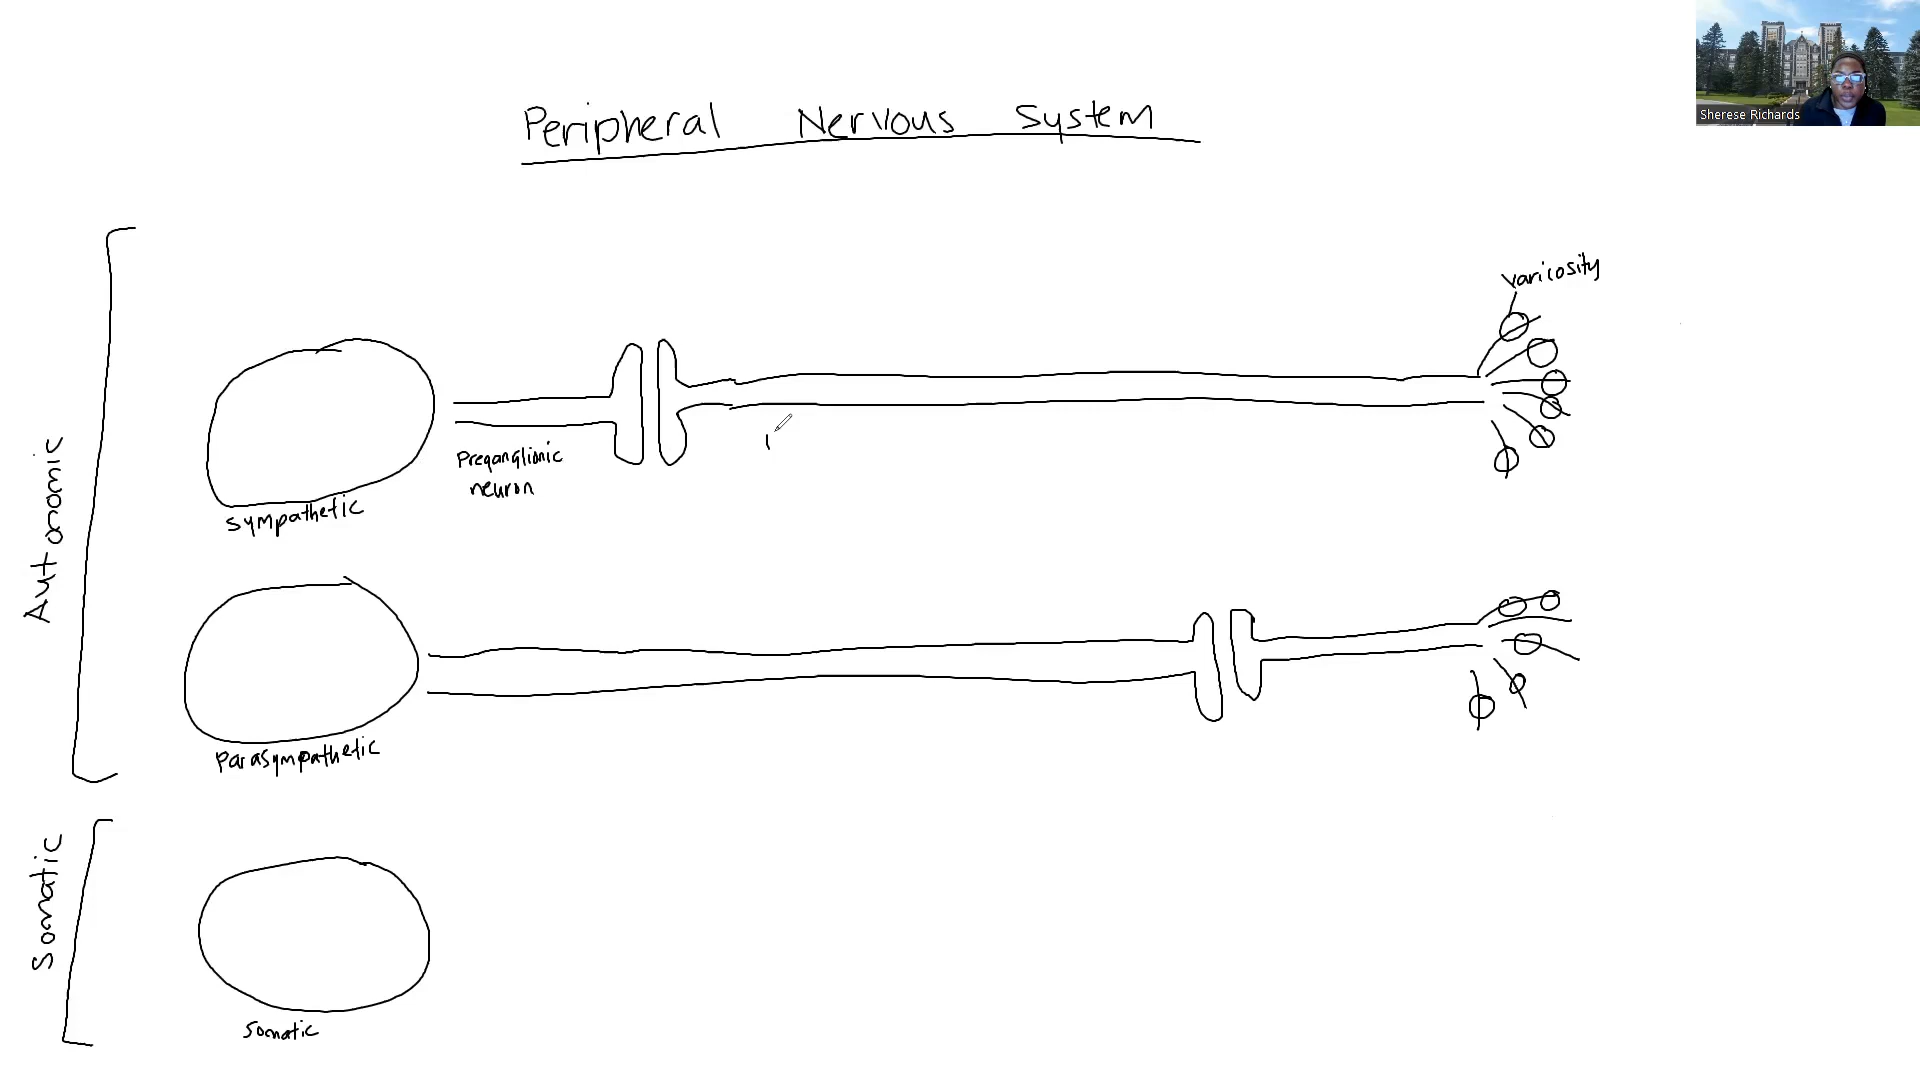 Sherese Richards
Peripheral Nervous System
varicosity
Preganglionic
neuron
Sympathetic
Autonomic
Parasympathetic
Somatic
Somatic